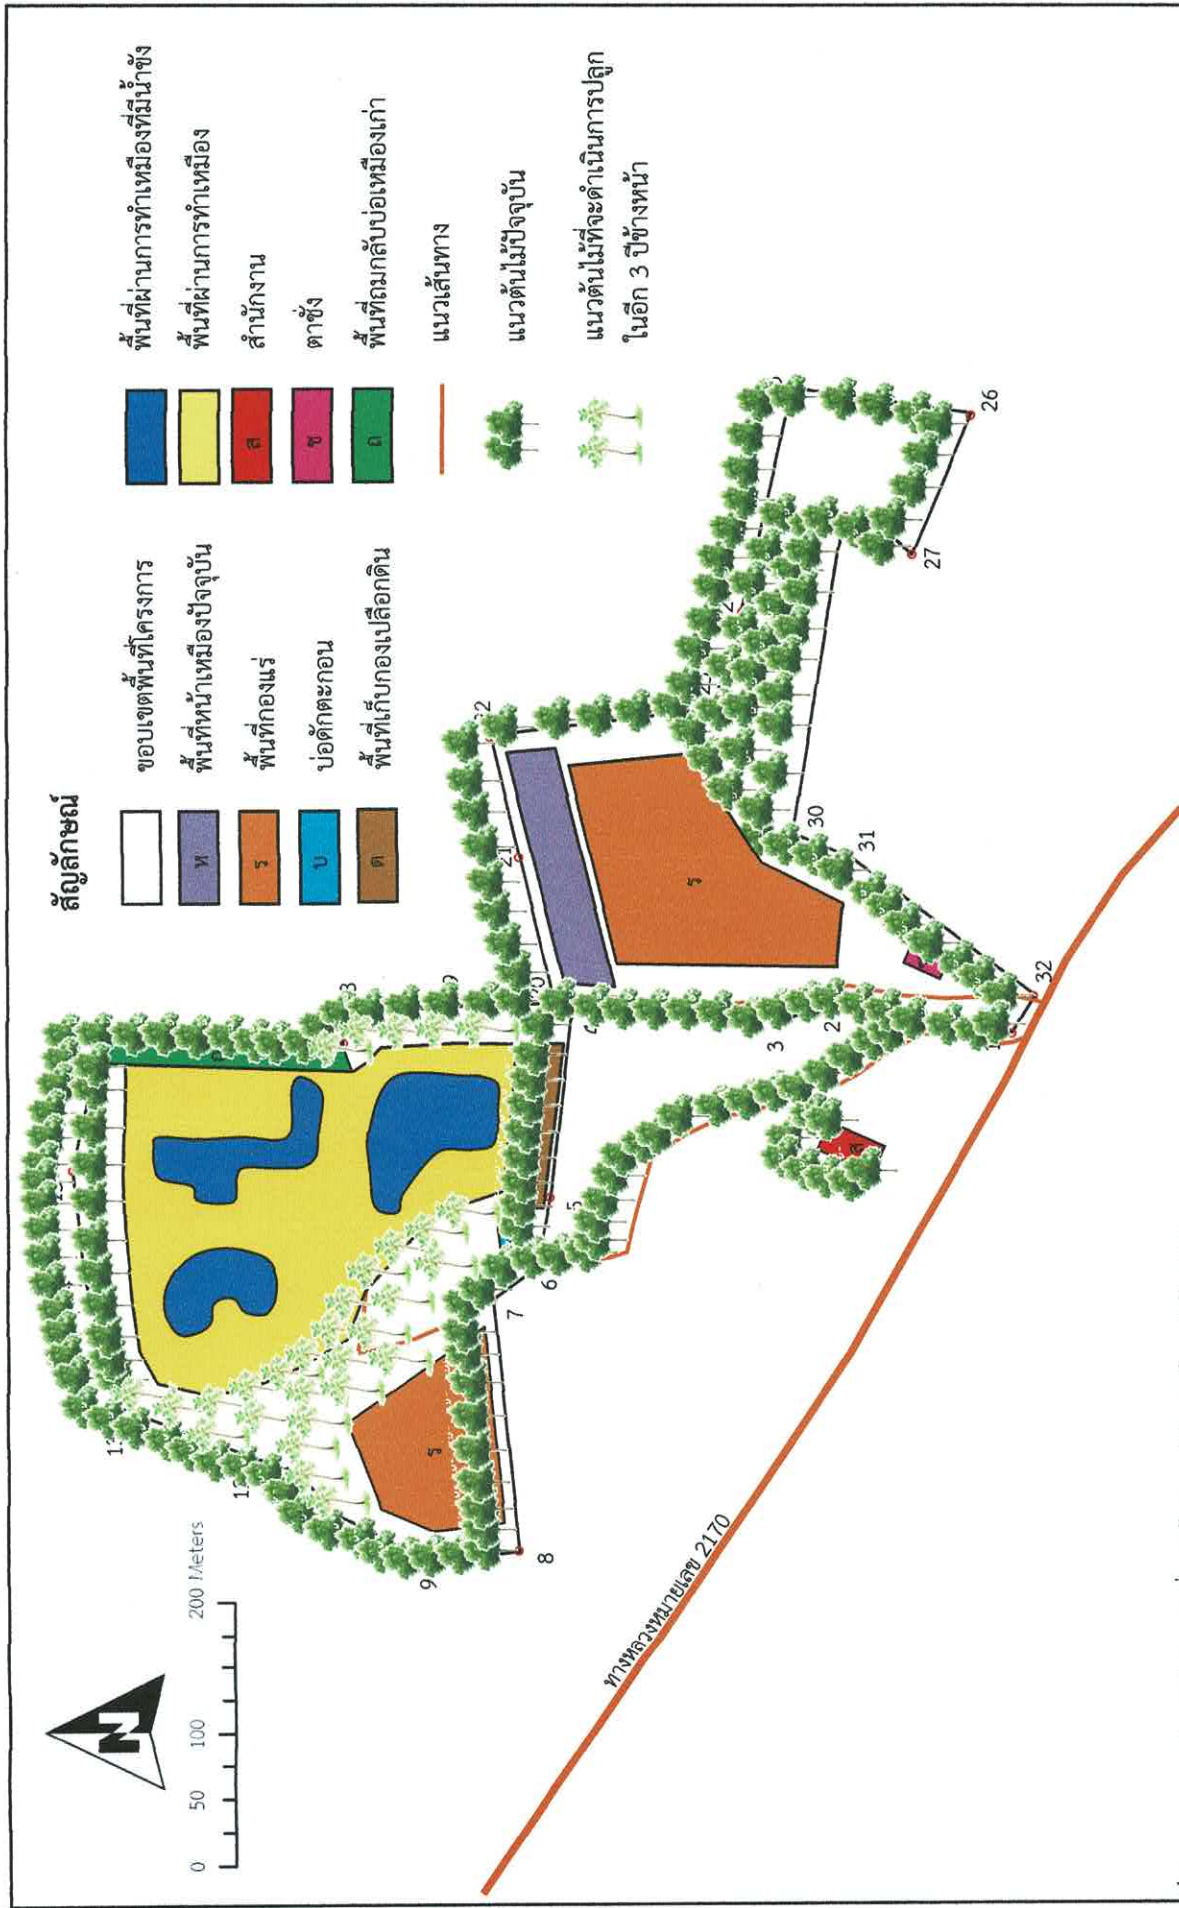 สัญลักษณ์
ขอบเขตพื้นที่โครงการ
ห พื้นที่หน้าเหมืองปัจจุบัน
ร พื้นที่กองแร่
บ บ่อดักตะกอน
ด พื้นที่เก็บกองเปลือกดิน
พื้นที่ผ่านการทำเหมืองที่มีน้ำขัง
พื้นที่ผ่านการทำเหมือง
ส สำนักงาน
ช ตาชั่ง
ถ พื้นที่ถมกลับบ่อเหมืองเก่า
แนวเส้นทาง
แนวต้นไม้ปัจจุบัน
แนวต้นไม้ที่จะดำเนินการปลูก
ในอีก 3 ปีข้างหน้า
N
0 50 100 200 Meters
21
ร
ร
ส
1
2
3
5
6
7
8
9
26
27
30
31
32
ทางหลวงหมายเลข 2170